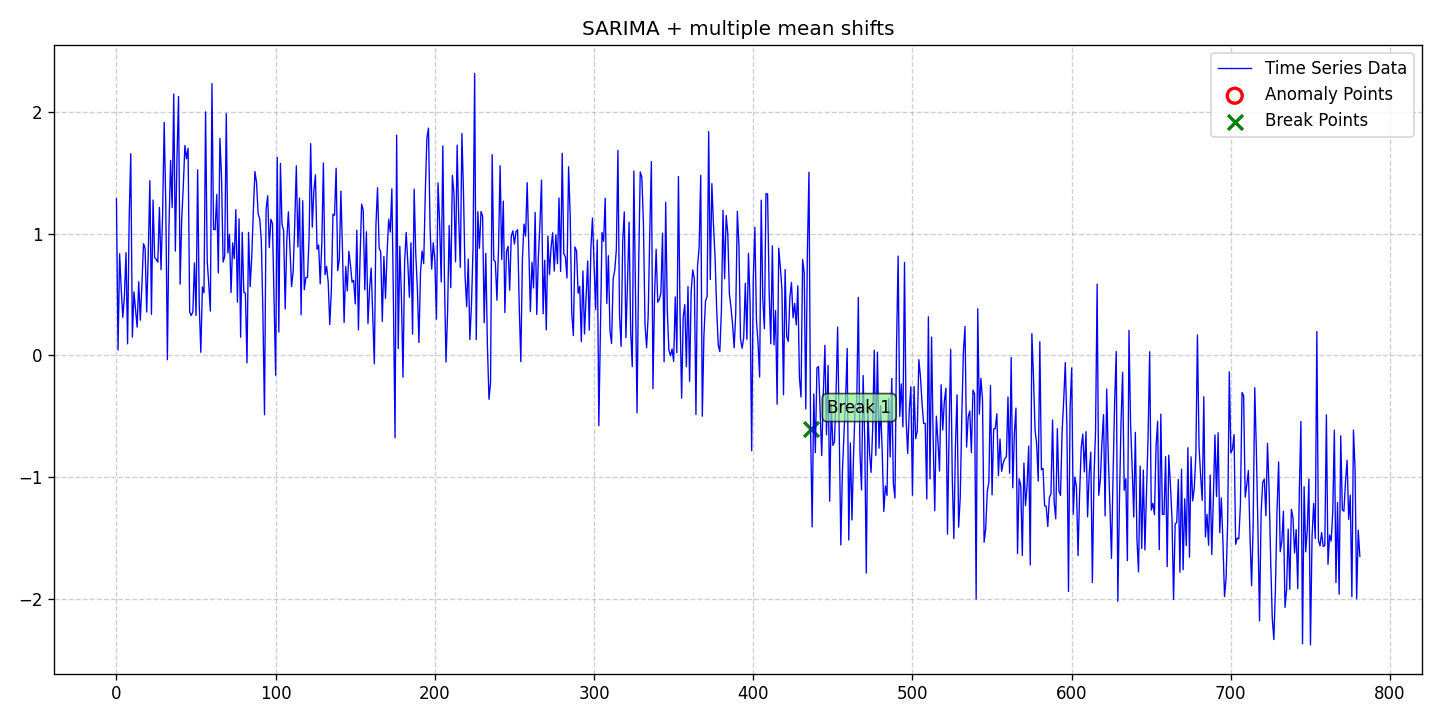 SARIMA + multiple mean shifts
Time Series Data
Anomaly Points
Break Points
2
1
0
−1
−2
Break 1
0 100 200 300 400 500 600 700 800